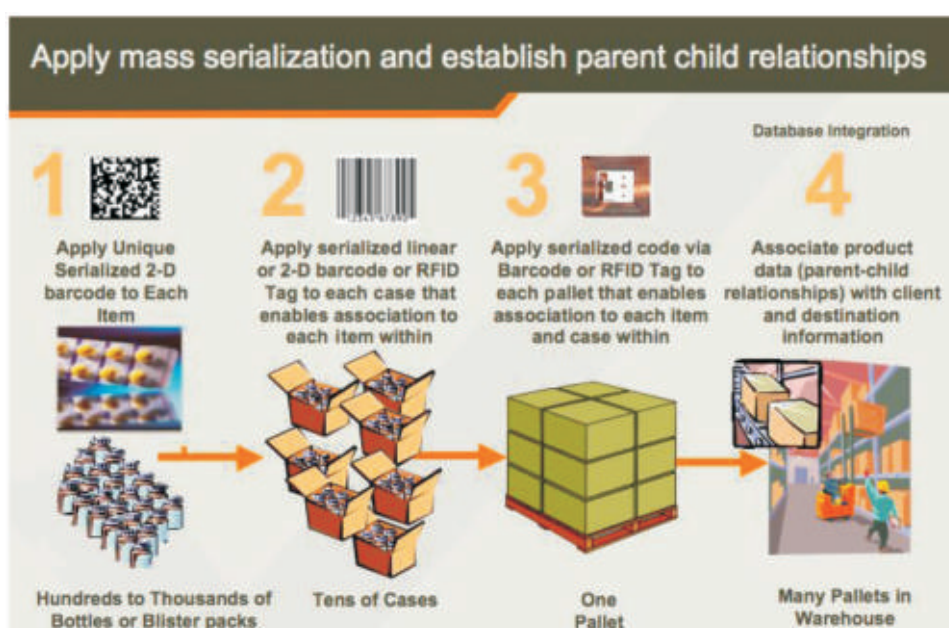 Apply mass serialization and establish parent child relationships
Database Integration
1
Apply Unique
Serialized 2-D
barcode to Each
Item
2
Apply serialized linear
or 2-D barcode or RFID
Tag to each case that
enables association to
each item within
3
Apply serialized code via
Barcode or RFID Tag to
each pallet that enables
association to each item
and case within
4
Associate product
data (parent-child
relationships) with client
and destination
information
Hundreds to Thousands of
Bottles or Blister packs
Tens of Cases
One
Pallet
Many Pallets in
Warehouse